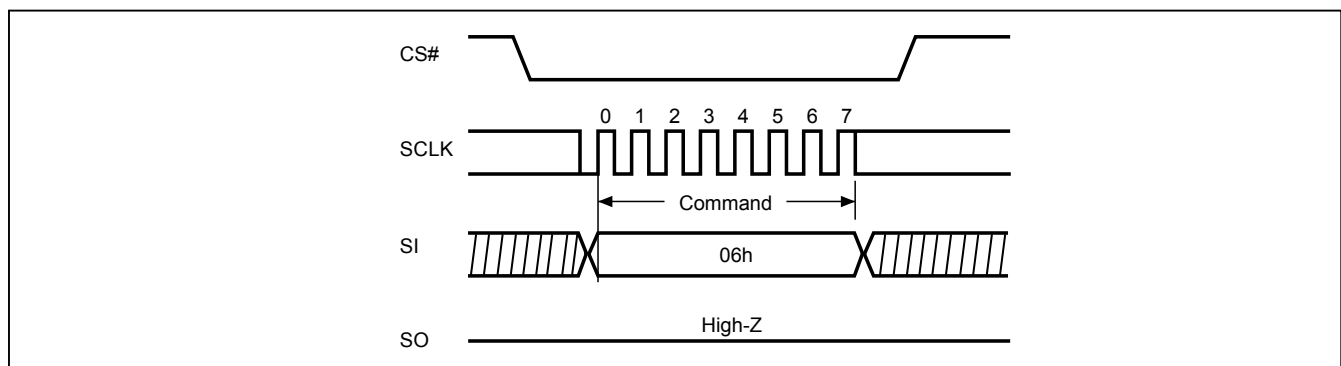 CS#
0 1 2 3 4 5 6 7
SCLK
Command
SI
06h
High-Z
SO